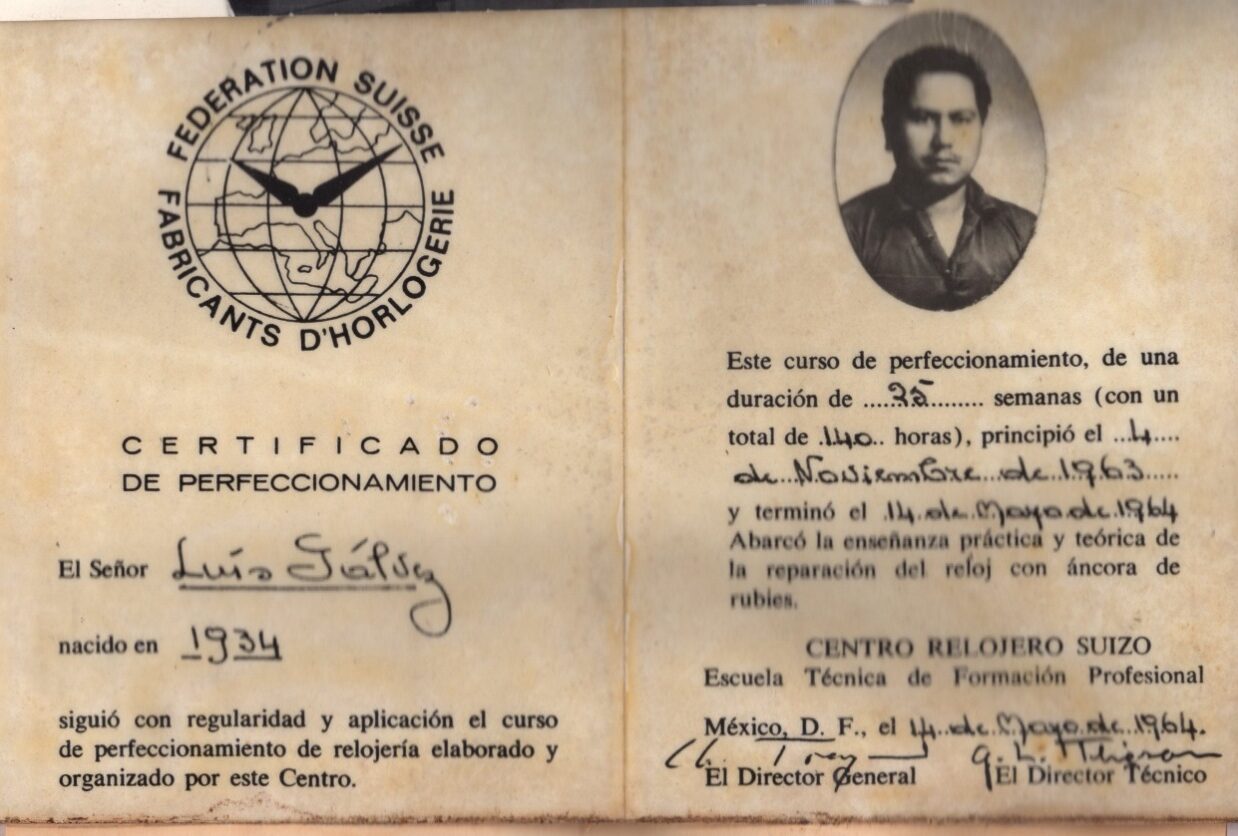 FEDERATION SUISSE
FABRICANTS D'HORLOGERIE
CERTIFICADO
DE PERFECCIONAMIENTO
El Señor Luís Gálvez
nacido en 1934
siguió con regularidad y aplicación el curso
de perfeccionamiento de relojería elaborado y
organizado por este Centro.
Este curso de perfeccionamiento, de una
duración de ....25........ semanas (con un
total de .140.. horas), principió el ..4....
de...Noviembre...de.1963.....
y terminó el .14.de.Mayo.de.1964
Abarcó la enseñanza práctica y teórica de
la reparación del reloj con áncora de
rubies.
CENTRO RELOJERO SUIZO
Escuela Técnica de Formación Profesional
México, D. F., el 14.de.Mayo.de.1964.
El Director General El Director Técnico